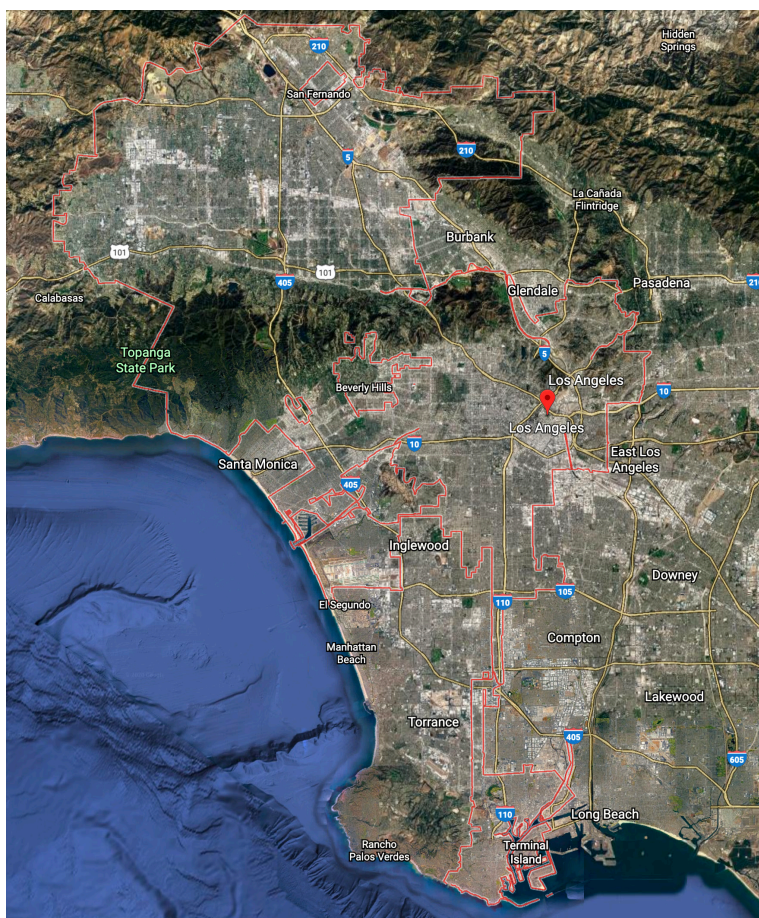 Hidden
Springs
210
San Fernando
5
210
La Cañada
Flintridge
Burbank
101
101
405
Glendale
Pasadena
210
Calabasas
Topanga
State Park
5
Los Angeles
Beverly Hills
10
Los Angeles
10
East Los
Angeles
Santa Monica
405
Inglewood
Downey
105
El Segundo
110
Compton
Manhattan
Beach
Lakewood
Torrance
405
605
110
Long Beach
Rancho
Palos Verdes
Terminal
Island